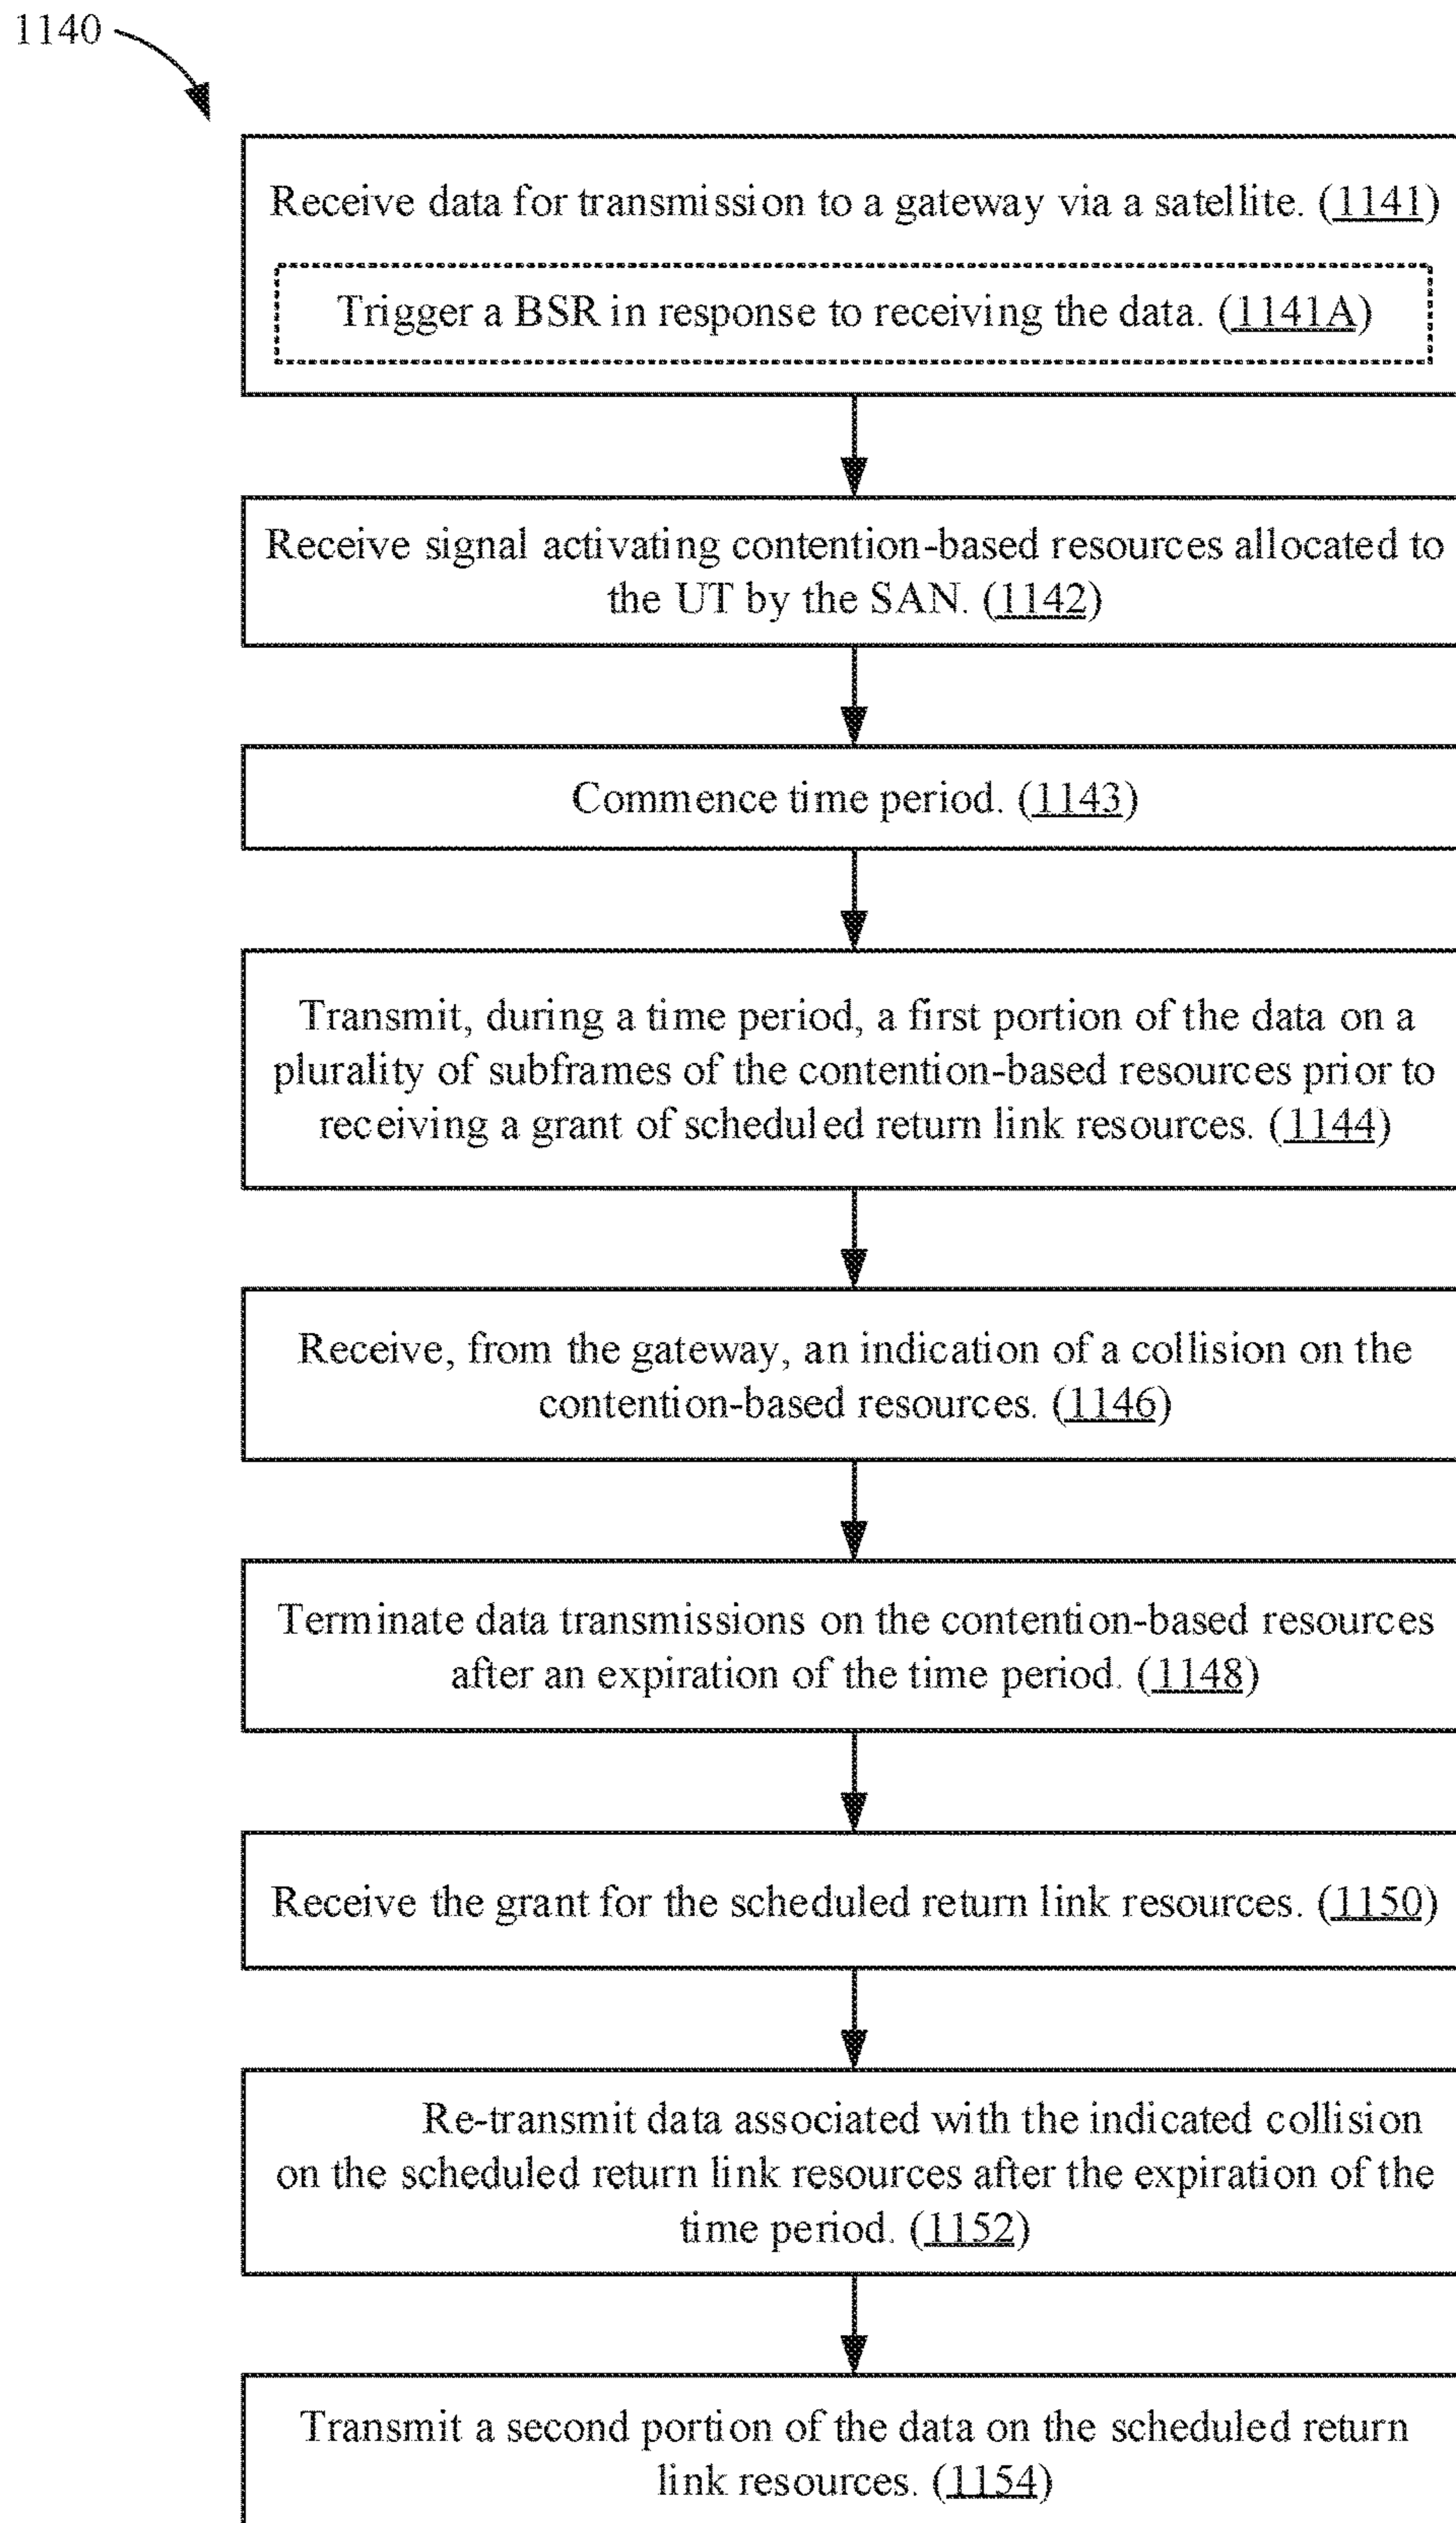 1140
Receive data for transmission to a gateway via a satellite. (1141)
Trigger a BSR in response to receiving the data. (1141A)
Receive signal activating contention-based resources allocated to
the UT by the SAN. (1142)
Commence time period. (1143)
Transmit, during a time period, a first portion of the data on a
plurality of subframes of the contention-based resources prior to
receiving a grant of scheduled return link resources. (1144)
Receive, from the gateway, an indication of a collision on the
contention-based resources. (1146)
Terminate data transmissions on the contention-based resources
after an expiration of the time period. (1148)
Receive the grant for the scheduled return link resources. (1150)
Re-transmit data associated with the indicated collision
on the scheduled return link resources after the expiration of the
time period. (1152)
Transmit a second portion of the data on the scheduled return
link resources. (1154)